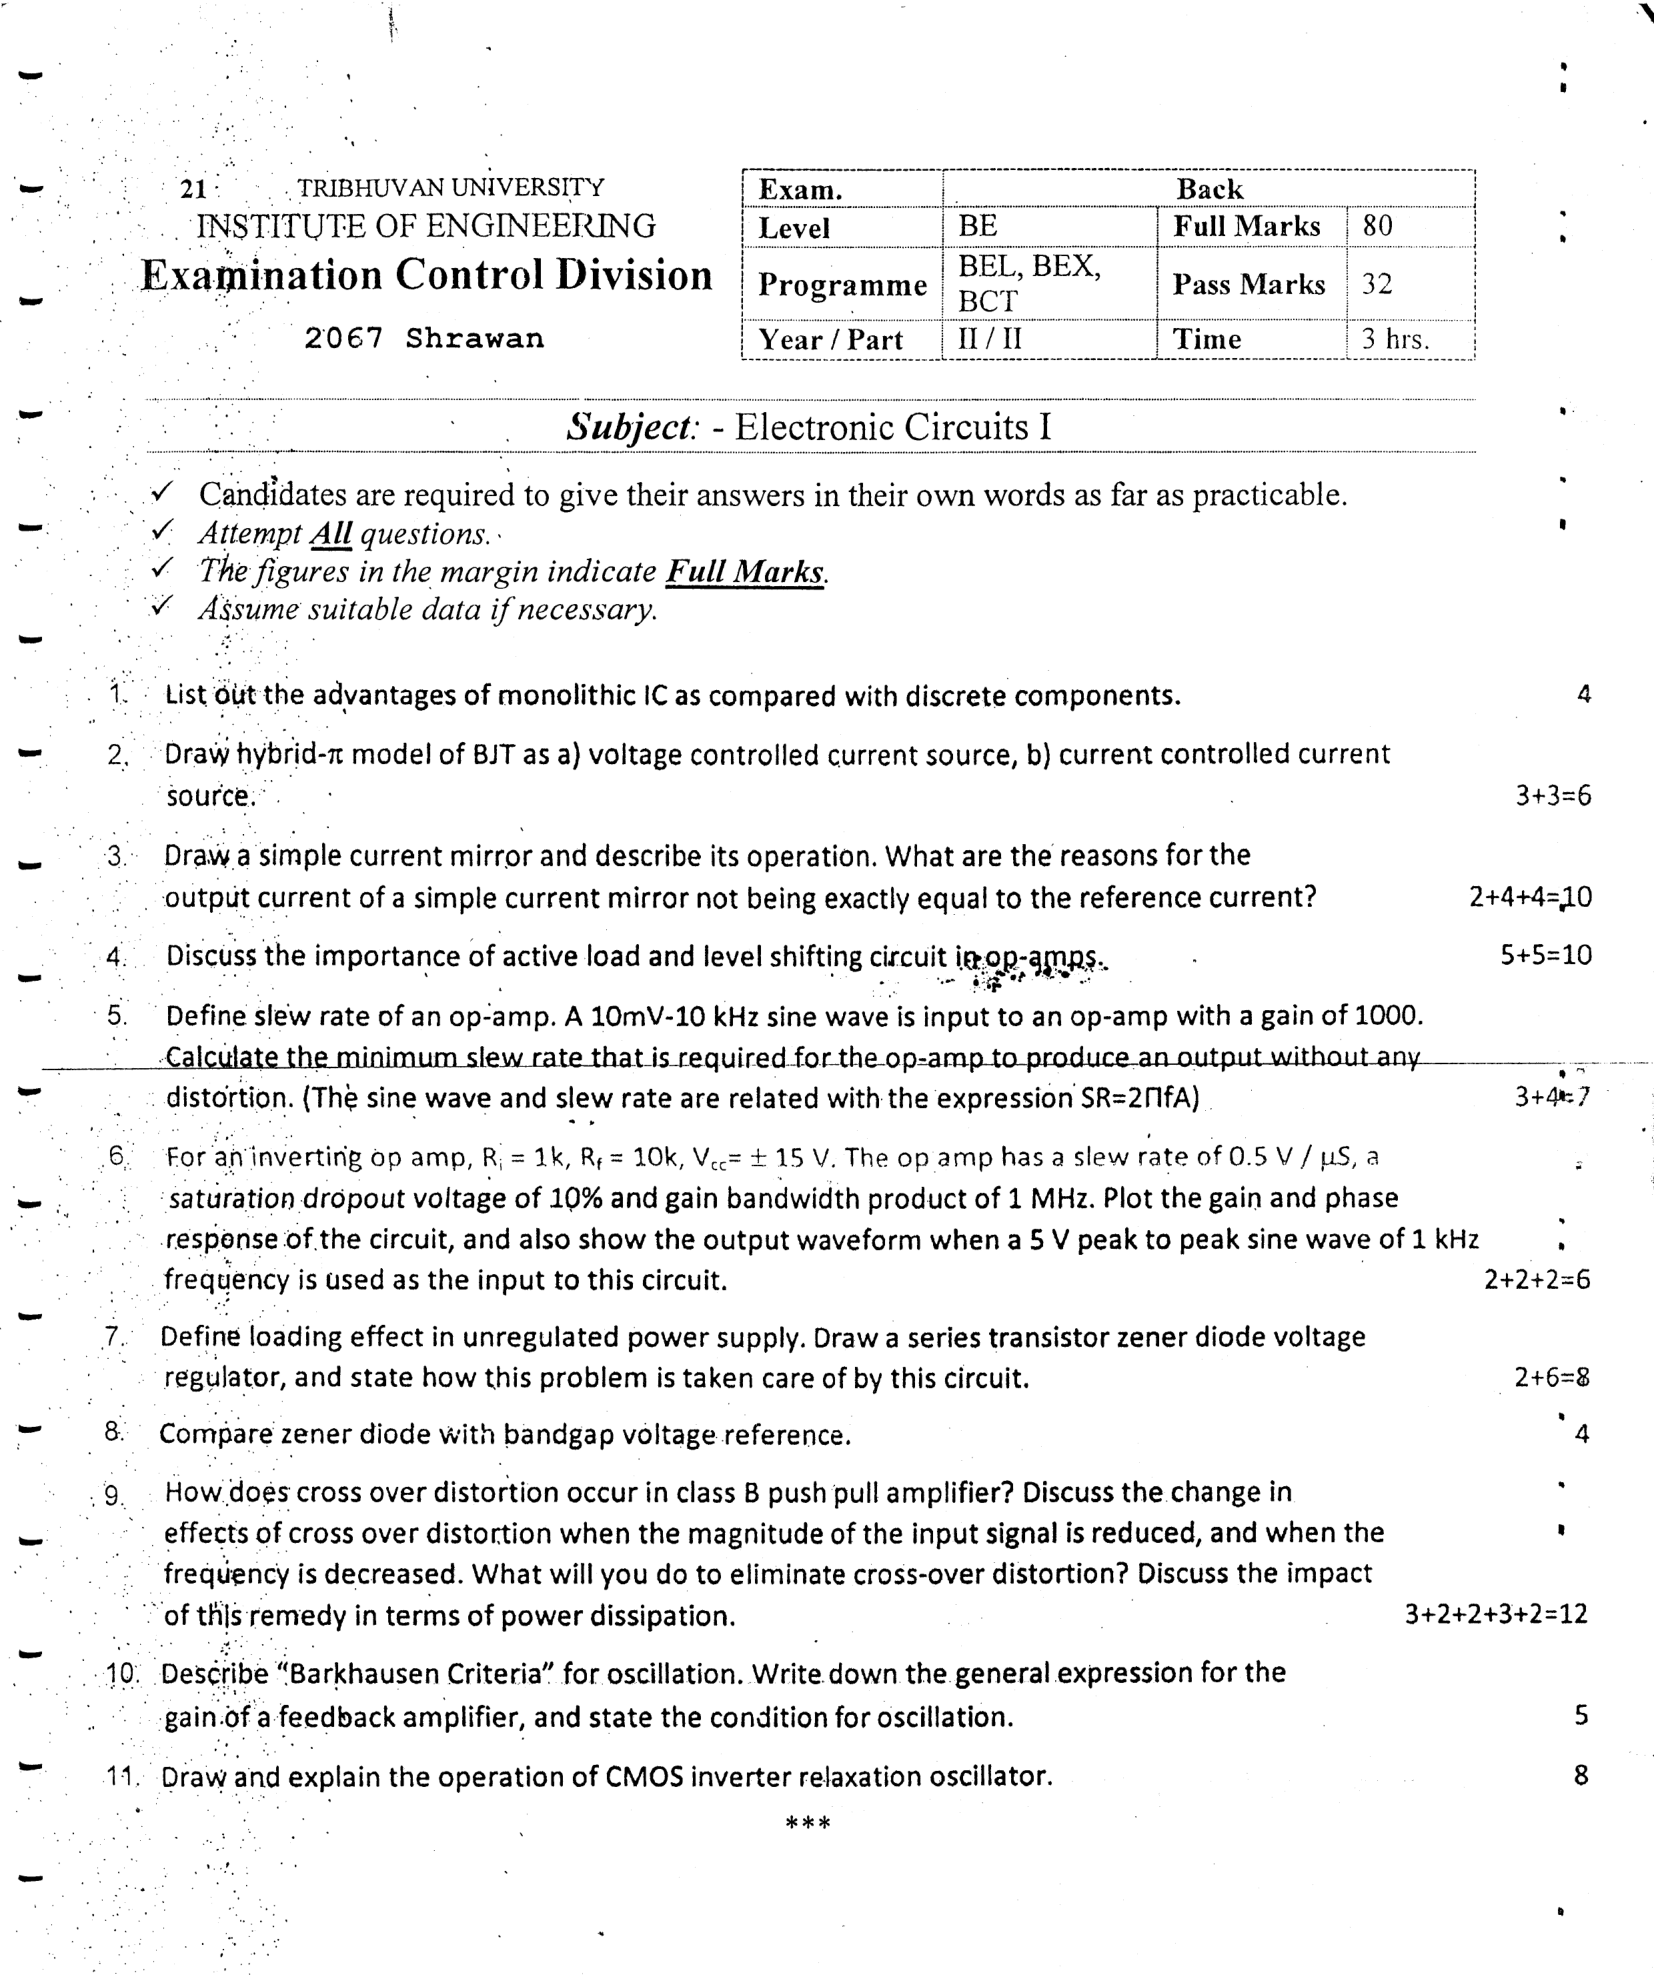 21 TRIBHUVAN UNIVERSITY
INSTITUTE OF ENGINEERING
Examination Control Division
2067 Shrawan
Exam. Back
Level BE Full Marks 80
Programme BEL, BEX, BCT Pass Marks 32
Year / Part II / II Time 3 hrs.
Subject: - Electronic Circuits I
✓ Candidates are required to give their answers in their own words as far as practicable.
✓ Attempt All questions.
✓ The figures in the margin indicate Full Marks.
✓ Assume suitable data if necessary.
1. List out the advantages of monolithic IC as compared with discrete components. 4
2. Draw hybrid-π model of BJT as a) voltage controlled current source, b) current controlled current
source. 3+3=6
3. Draw a simple current mirror and describe its operation. What are the reasons for the
output current of a simple current mirror not being exactly equal to the reference current? 2+4+4=10
4. Discuss the importance of active load and level shifting circuit in op-amps. 5+5=10
5. Define slew rate of an op-amp. A 10mV-10 kHz sine wave is input to an op-amp with a gain of 1000.
Calculate the minimum slew rate that is required for the op-amp to produce an output without any
distortion. (The sine wave and slew rate are related with the expression SR=2ΠfA) 3+4=7
6. For an inverting op amp, Ri = 1k, Rf = 10k, Vcc= ± 15 V. The op amp has a slew rate of 0.5 V / μS, a
saturation dropout voltage of 10% and gain bandwidth product of 1 MHz. Plot the gain and phase
response of the circuit, and also show the output waveform when a 5 V peak to peak sine wave of 1 kHz
frequency is used as the input to this circuit. 2+2+2=6
7. Define loading effect in unregulated power supply. Draw a series transistor zener diode voltage
regulator, and state how this problem is taken care of by this circuit. 2+6=8
8. Compare zener diode with bandgap voltage reference. 4
9. How does cross over distortion occur in class B push pull amplifier? Discuss the change in
effects of cross over distortion when the magnitude of the input signal is reduced, and when the
frequency is decreased. What will you do to eliminate cross-over distortion? Discuss the impact
of this remedy in terms of power dissipation. 3+2+2+3+2=12
10. Describe "Barkhausen Criteria" for oscillation. Write down the general expression for the
gain of a feedback amplifier, and state the condition for oscillation. 5
11. Draw and explain the operation of CMOS inverter relaxation oscillator. 8
***